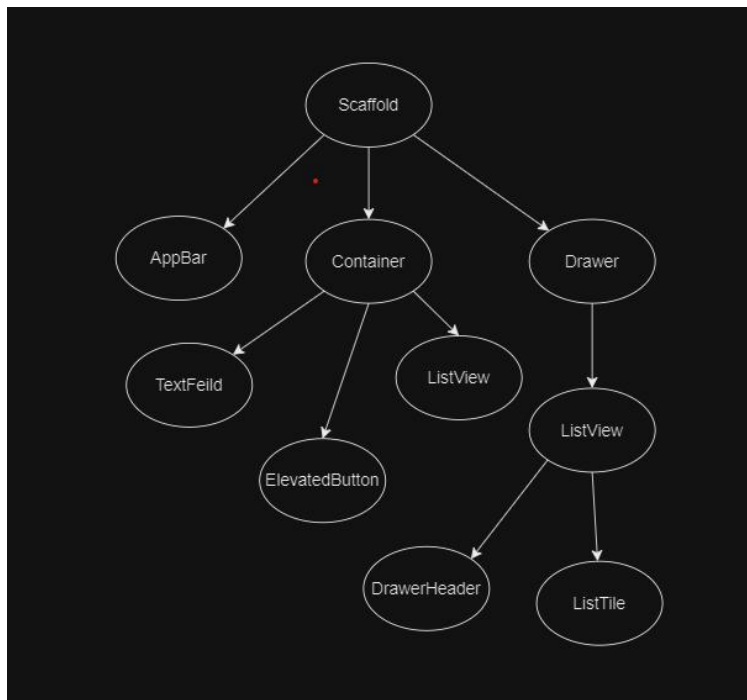 Scaffold
AppBar
Container
Drawer
TextFeild
ListView
ListView
ElevatedButton
DrawerHeader
ListTile